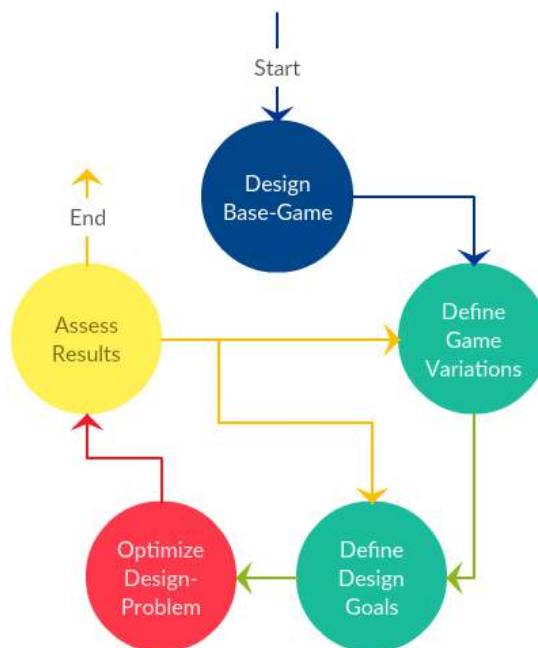 Start
Design
Base-Game
End
Assess
Results
Define
Game
Variations
Optimize
Design-
Problem
Define
Design
Goals